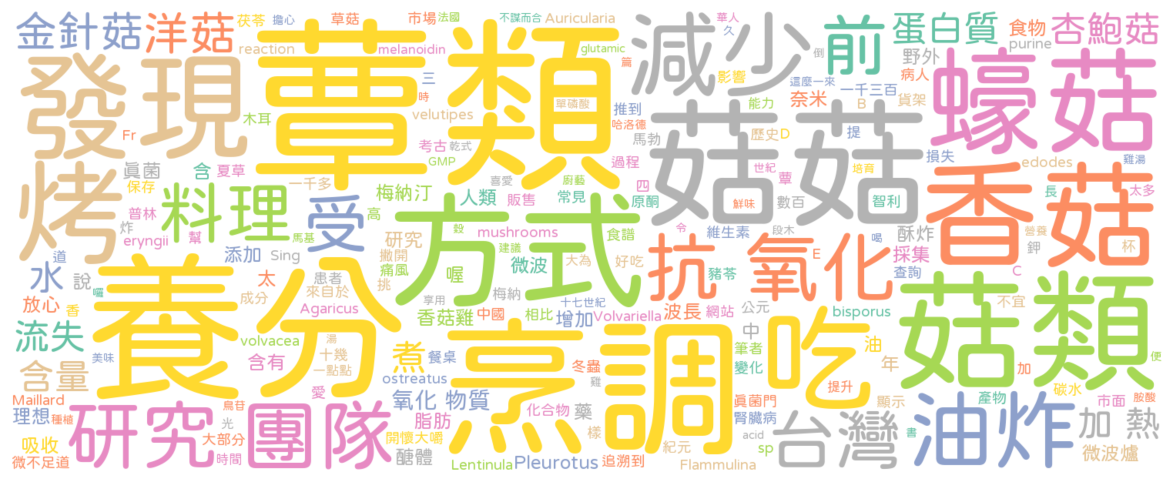 金針菇 洋菇 茯苓 擔心 草菇 市場 法國 不謀而合 Auricularia 華人 久 減少 前 蛋白質 食物 purine 杏鮑菇
reaction melanoidin glutamic 倒 野外
發現 蕈類 三 篇 影響 這麼一來 一千三百 病人 蠔菇
時 單磷酸 推到 能力 奈米 B 貨架
Fr 木耳 velutipes 哈洛德 菇菇 馬勃 歷史 D 提 損失 雞湯
考古 乾式
GMP 過程 世紀 培育 edodes
烤 眞菌 含 夏草 一千多 喜愛 廚藝 四 蕈 數百 智利 香菇 長 太多
保存 料理 受 梅納汀 人類 販售 常見 原酮 鮮味
普林 炸 高 方式 穀 mushrooms 食譜 令 段木 喝 營養 杯
eryngii 幫 馬基 研究 建議 維生素 E 酥炸 鉀
道 添加 Sing 撇開 喔 微波 大為 好吃 抗 氧化 採集
水 說 太 患者 痛風 豬苓 查詢 C
放心 囉 養分 來自於 挑 梅納 十七世紀 公元 不宜 菇類
香 成分 Agaricus 享用 中國 相比 增加 Volvariella 波長 網站 bisporus 產物
流失 volvacea 香菇雞 中 吃 油 便
美味 湯 十幾 煮 餐桌 烹調 筆者 年 加
含量 含有 一點點 ostreatus 冬蟲 變化 提升 顯示 碳水 胺酸
Maillard 愛 雞 市面
理想 種植 鳥苷 氧化 物質 化合物 藥 眞菌門 書
研究 團隊 脂肪 腎臟病 台灣 油炸 加 熱
吸收 光 大部分 開懷大嚼 樣 acid
微不足道 時間 醣體 Lentinula Pleurotus 追溯到 紀元 Flammulina sp 微波爐